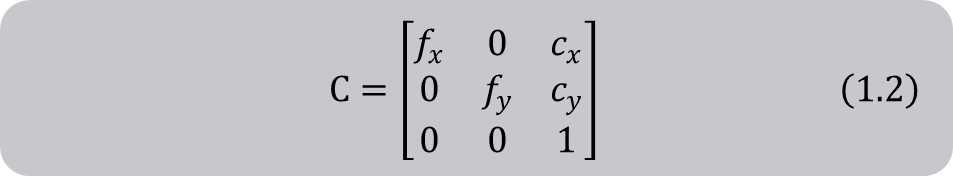 f_x 0 c_x
C = 0 f_y c_y (1.2)
0 0 1